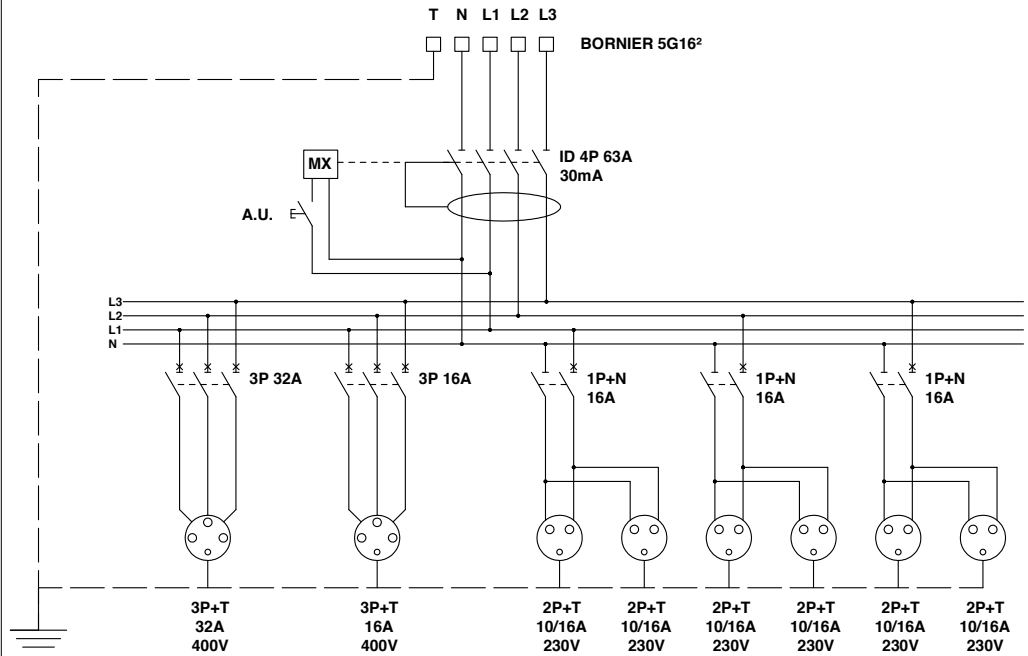 T N L1 L2 L3
BORNIER 5G16²
MX
ID 4P 63A
30mA
A.U.
L3
L2
L1
N
3P 32A
3P 16A
1P+N
16A
1P+N
16A
1P+N
16A
3P+T
32A
400V
3P+T
16A
400V
2P+T
10/16A
230V
2P+T
10/16A
230V
2P+T
10/16A
230V
2P+T
10/16A
230V
2P+T
10/16A
230V
2P+T
10/16A
230V